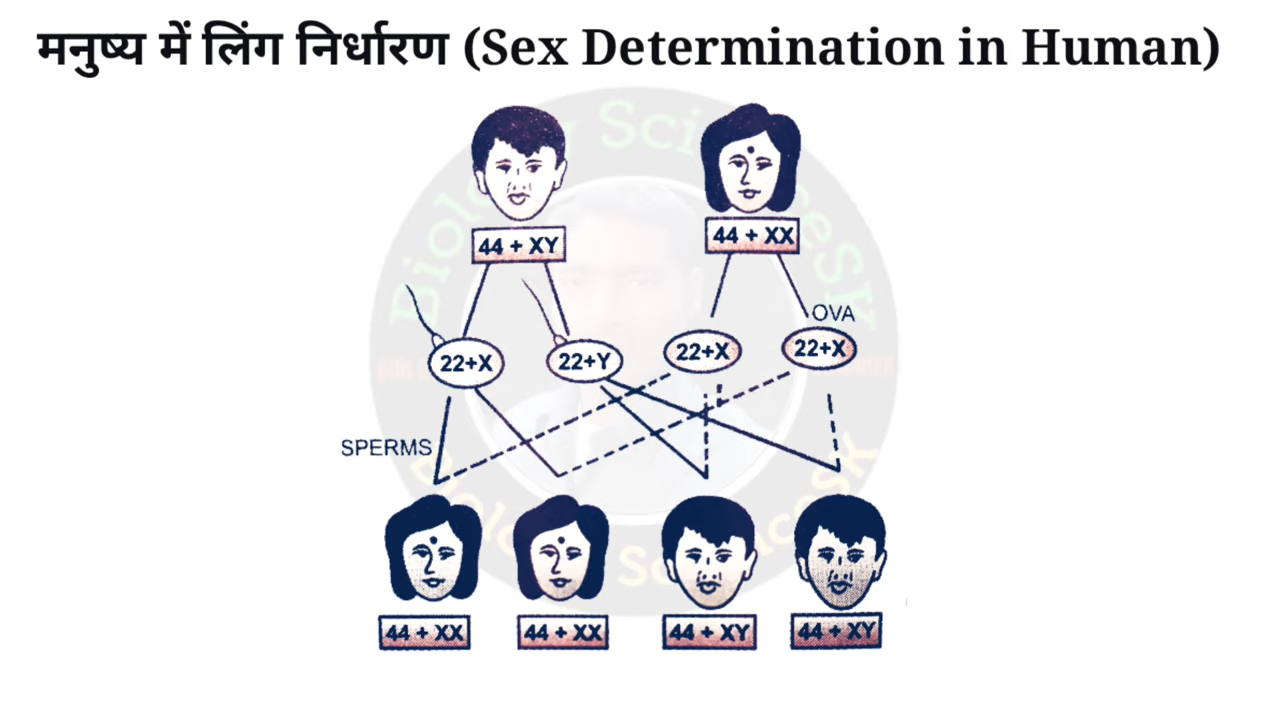 मनुष्य में लिंग निर्धारण (Sex Determination in Human)
44 + XY
44 + XX
OVA
22+X
22+Y
22+X
22+X
SPERMS
44 + XX
44 + XX
44 + XY
44 + XY